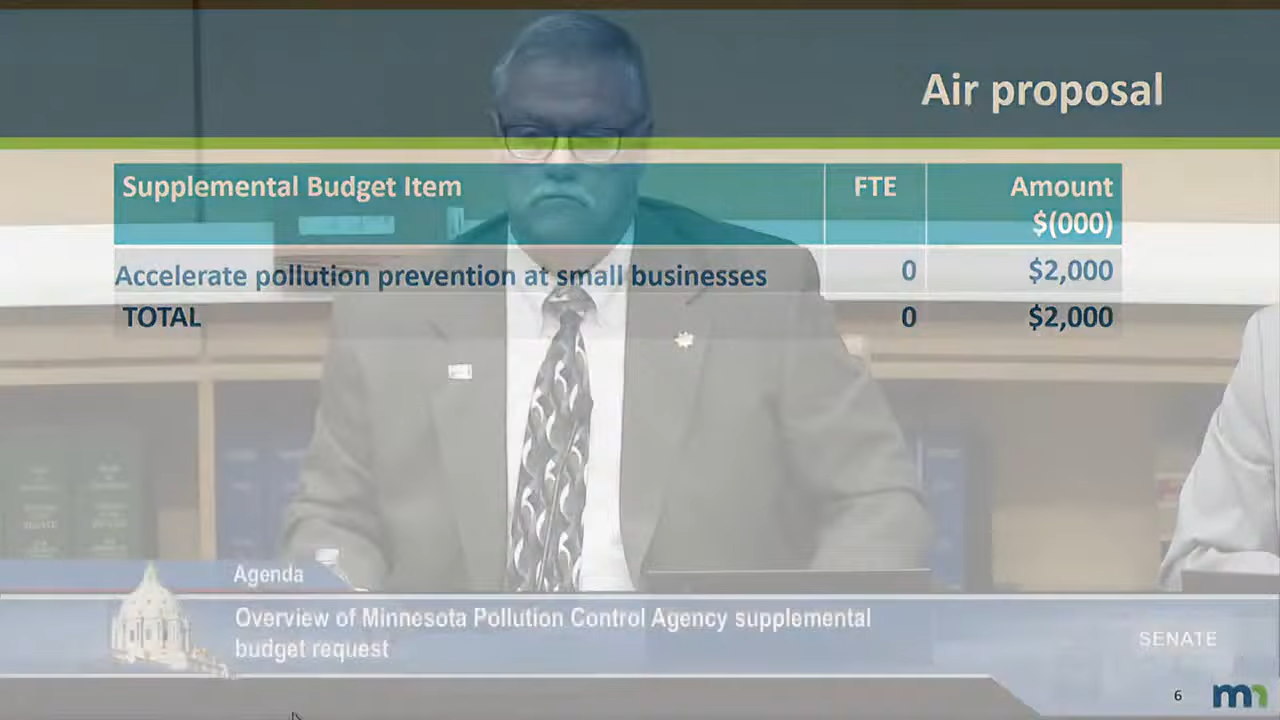 Air proposal
Supplemental Budget Item FTE Amount
$(000)
Accelerate pollution prevention at small businesses 0 $2,000
TOTAL 0 $2,000
Agenda
Overview of Minnesota Pollution Control Agency supplemental
budget request
SENATE
6 mn